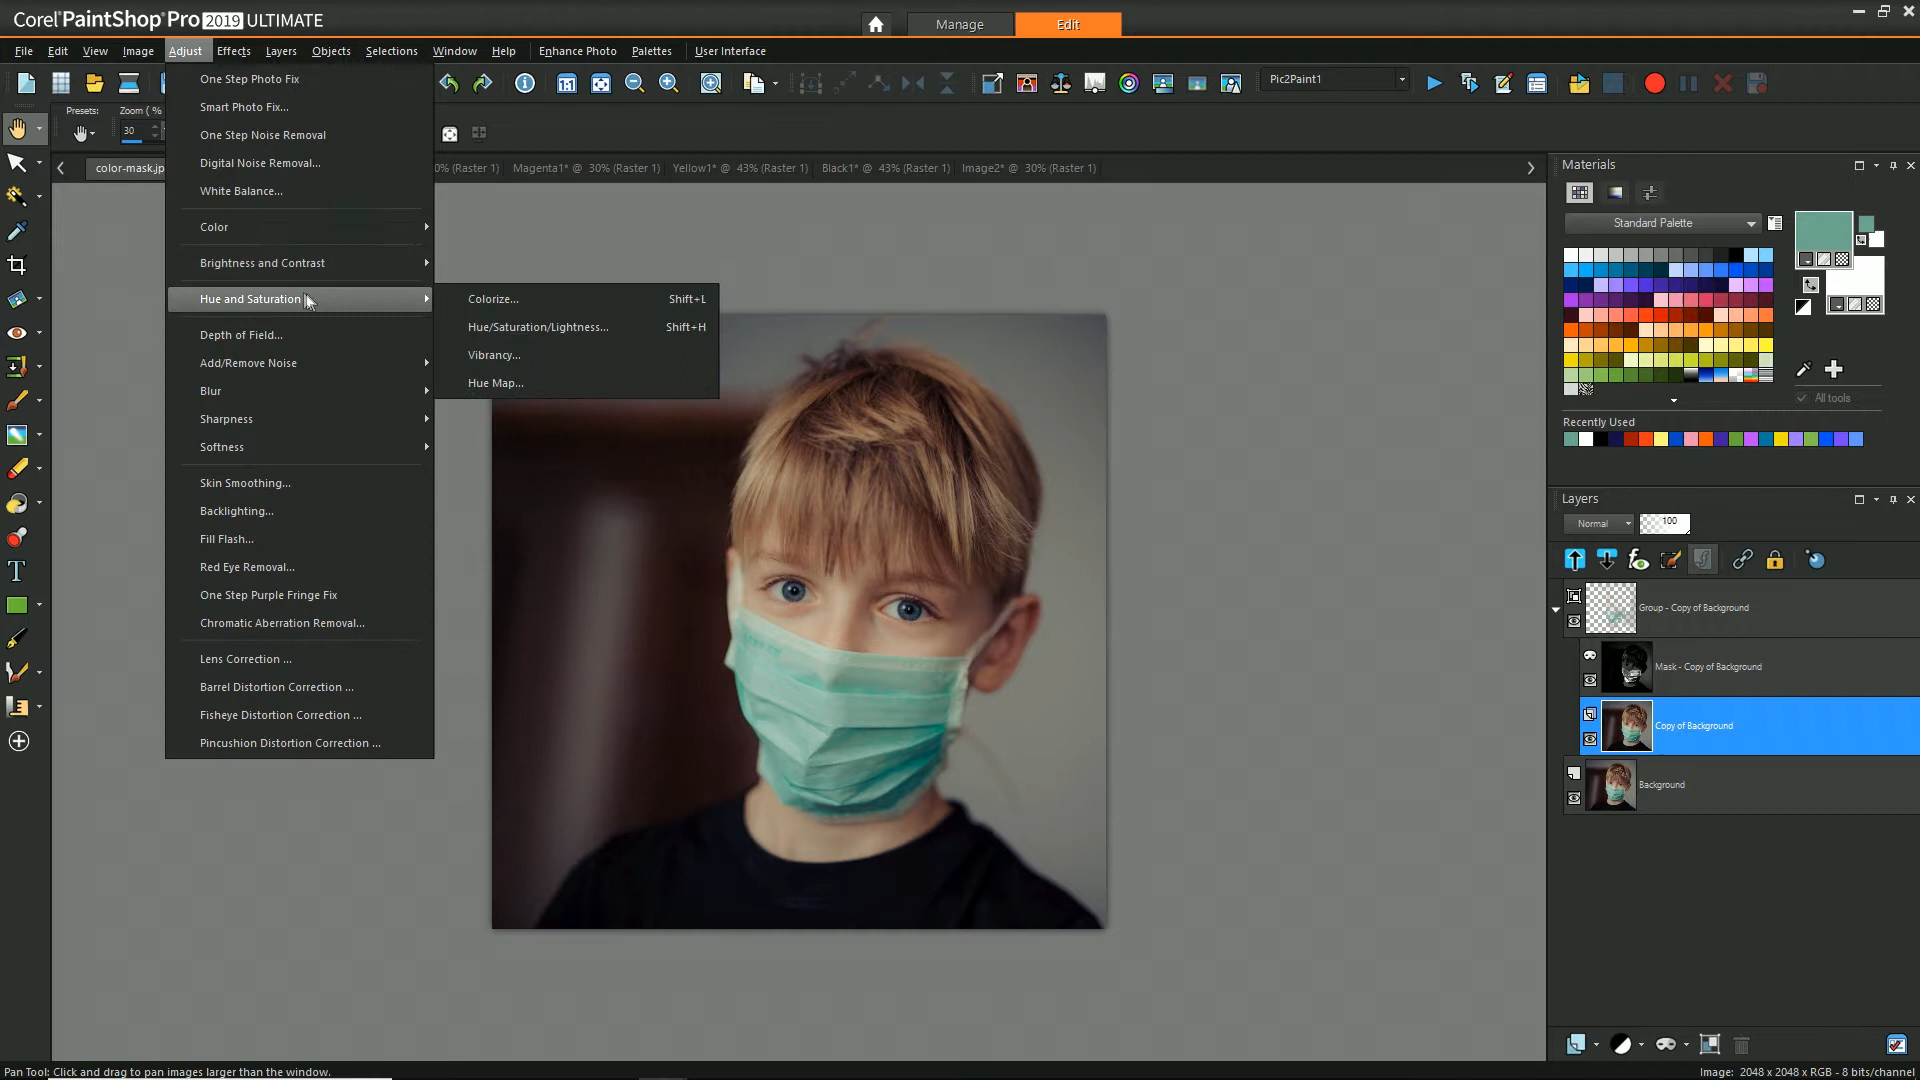 Corel PaintShop Pro 2019 ULTIMATE
Manage
Edit
File Edit View Image Adjust Effects Layers Objects Selections Window Help Enhance Photo Palettes User Interface
Pic2Paint1
Presets: Zoom ( %
30
color-mask.jp
0% (Raster 1) Magenta1* @ 30% (Raster 1) Yellow1* @ 43% (Raster 1) Black1* @ 43% (Raster 1) Image2* @ 30% (Raster 1)
One Step Photo Fix
Smart Photo Fix...
One Step Noise Removal
Digital Noise Removal...
White Balance...
Color
Brightness and Contrast
Hue and Saturation
Depth of Field...
Add/Remove Noise
Blur
Sharpness
Softness
Skin Smoothing...
Backlighting...
Fill Flash...
Red Eye Removal...
One Step Purple Fringe Fix
Chromatic Aberration Removal...
Lens Correction ...
Barrel Distortion Correction ...
Fisheye Distortion Correction ...
Pincushion Distortion Correction ...
Colorize... Shift+L
Hue/Saturation/Lightness... Shift+H
Vibrancy...
Hue Map...
Materials
Standard Palette
All tools
Recently Used
Layers
Normal 100
Group - Copy of Background
Mask - Copy of Background
Copy of Background
Background
Pan Tool: Click and drag to pan images larger than the window.
Image: 2048 x 2048 x RGB - 8 bits/channel